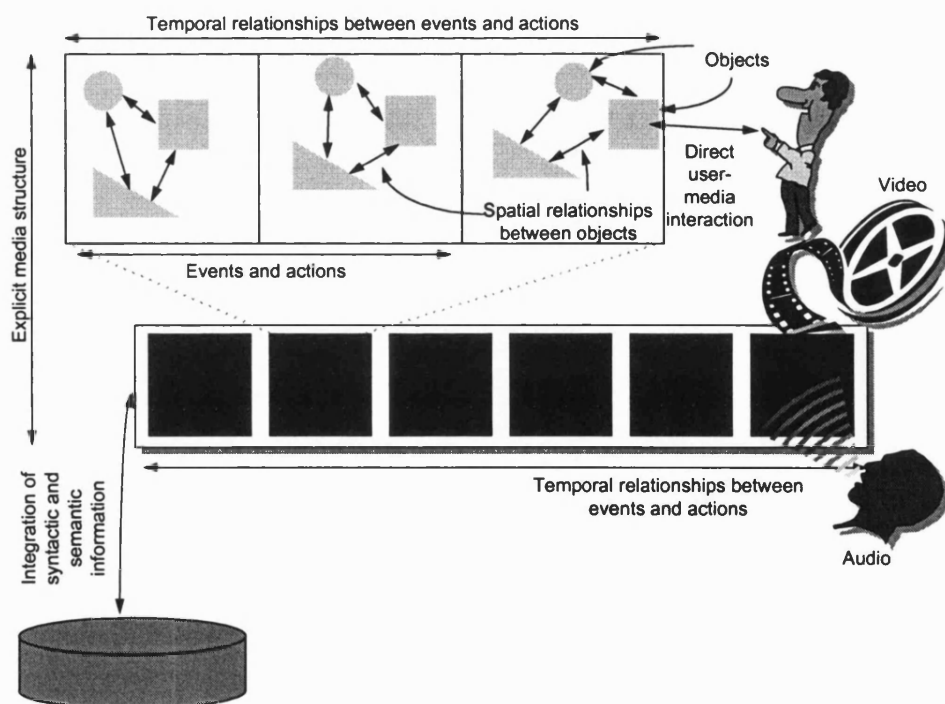 Temporal relationships between events and actions
Objects
Direct
user-
media
interaction
Video
Explicit media structure
Spatial relationships
between objects
Events and actions
Temporal relationships between
events and actions
Audio
Integration of
syntactic and
semantic
information